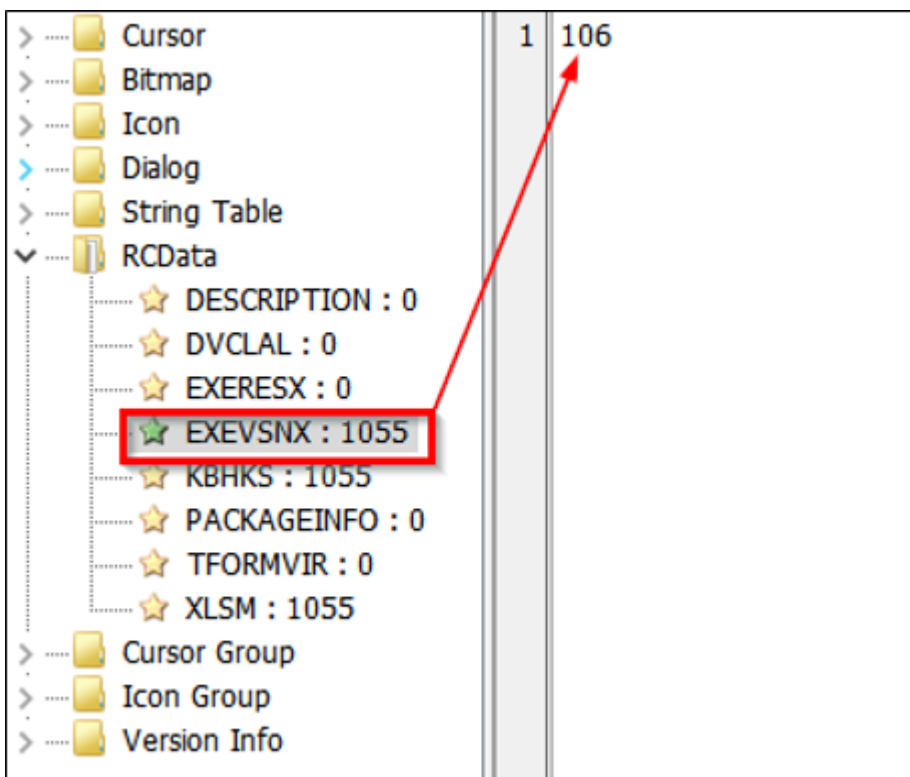 Cursor
Bitmap
Icon
Dialog
String Table
RCData
DESCRIPTION : 0
DVCLAL : 0
EXERESX : 0
EXEVSNX : 1055
KBHKS : 1055
PACKAGEINFO : 0
TFORMVIR : 0
XLSM : 1055
Cursor Group
Icon Group
Version Info
1 106